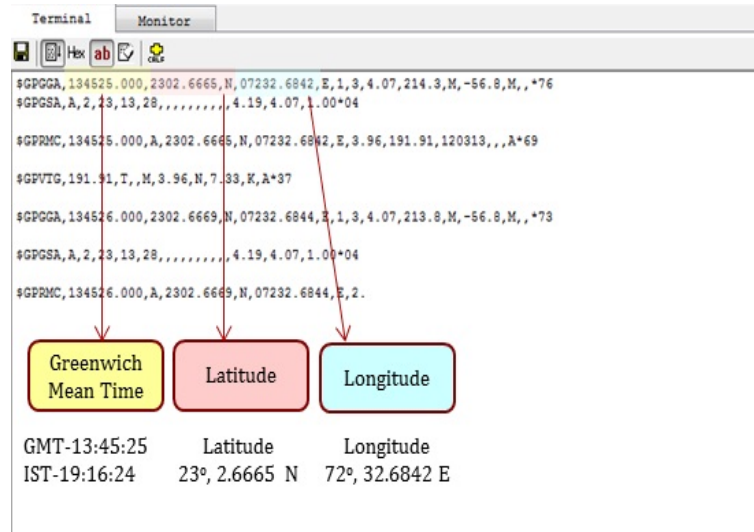 Terminal Monitor
Hex ab CRLF
$GPGGA,134525.000,2302.6665,N,07232.6842,E,1,3,4.07,214.3,M,-56.8,M,,*76
$GPGSA,A,2,23,13,28,,,,,,,,,,4.19,4.07,1.00*04
$GPRMC,134525.000,A,2302.6665,N,07232.6842,E,3.96,191.91,120313,,,A*69
$GPVTG,191.91,T,,M,3.96,N,7.33,K,A*37
$GPGGA,134526.000,2302.6669,N,07232.6844,E,1,3,4.07,213.8,M,-56.8,M,,*73
$GPGSA,A,2,23,13,28,,,,,,,,,,4.19,4.07,1.00*04
$GPRMC,134526.000,A,2302.6669,N,07232.6844,E,2.
Greenwich
Mean Time
Latitude
Longitude
GMT-13:45:25 Latitude Longitude
IST-19:16:24 23º, 2.6665 N 72º, 32.6842 E